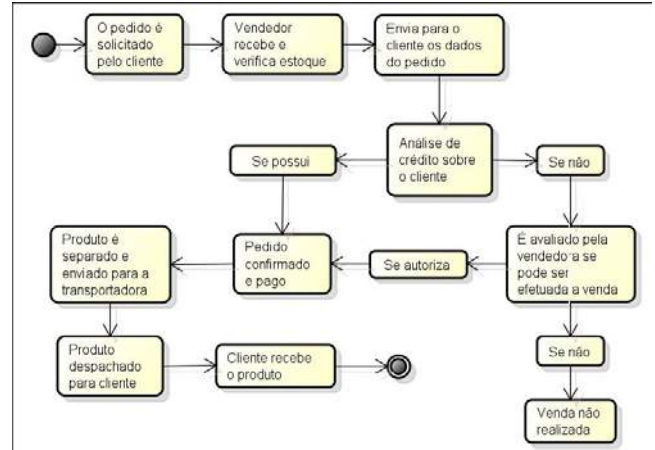 O pedido é
solicitado
pelo cliente
Vendedor
recebe e
verifica estoque
Envia para o
cliente os dados
do pedido
Análise de
crédito sobre
o cliente
Se possui
Se não
Produto é
separado e
enviado para a
transportadora
Pedido
confirmado
e pago
Se autoriza
É avaliado pela
vendedora se
pode ser
efetuada a venda
Produto
despachado
para cliente
Cliente recebe
o produto
Se não
Venda não
realizada